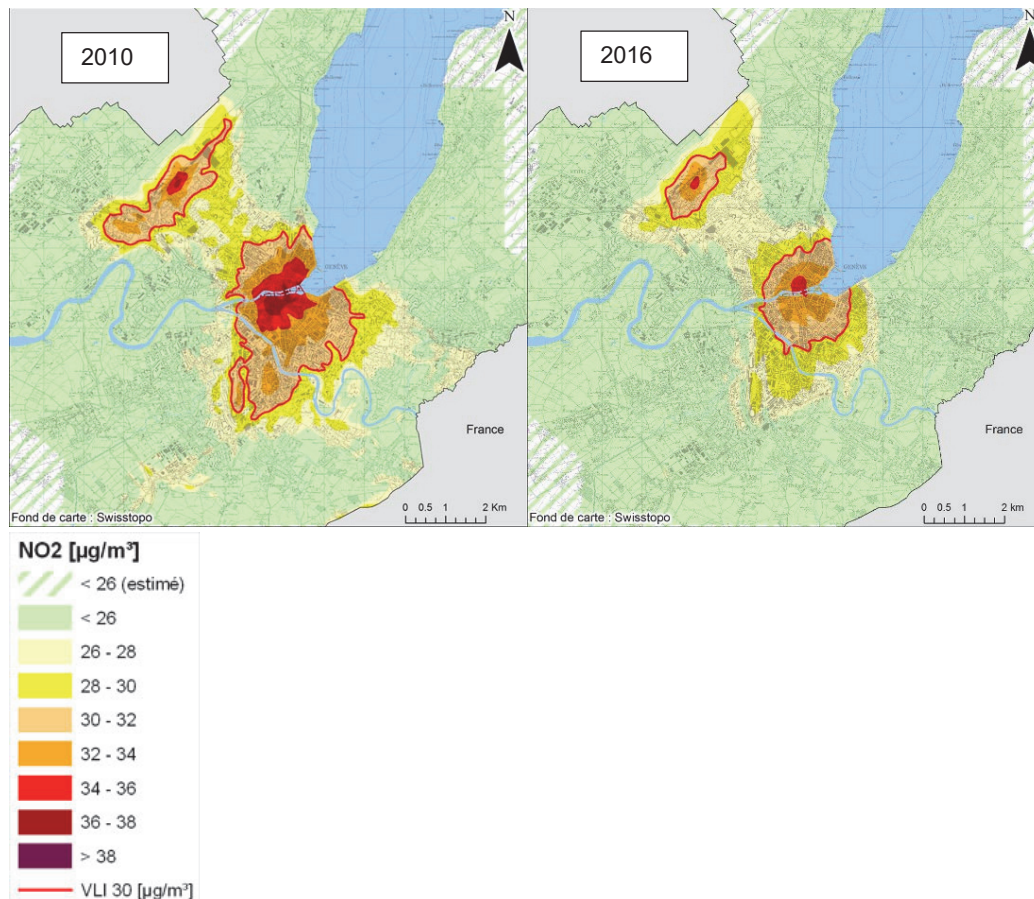 2010
N
GENÈVE
France
0 0.5 1 2 Km
Fond de carte : Swisstopo
2016
N
GENÈVE
France
0 0.5 1 2 km
Fond de carte : Swisstopo
NO2 [µg/m³]
< 26 (estimé)
< 26
26 - 28
28 - 30
30 - 32
32 - 34
34 - 36
36 - 38
> 38
VLI 30 [µg/m³]